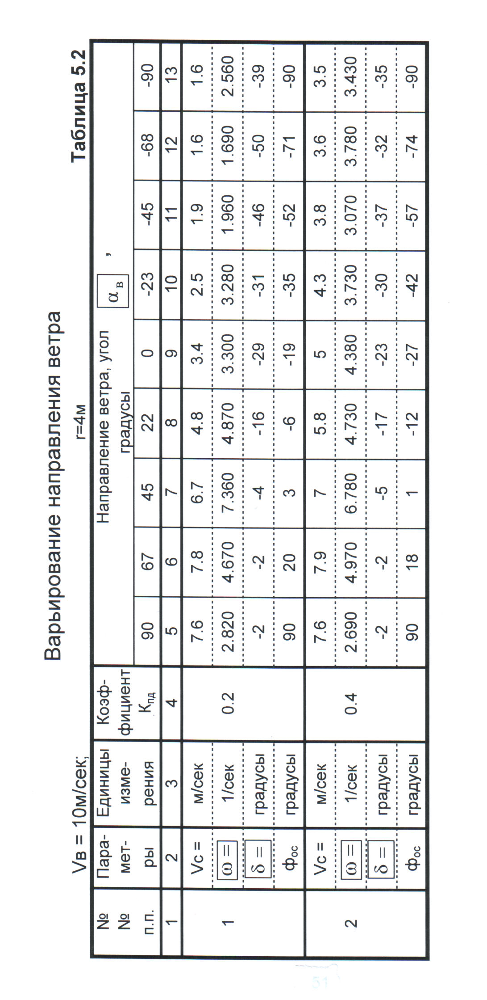 Варьирование направления ветра
Vв = 10м/сек; r=4м Таблица 5.2
№ Пара- Единицы Коэф- Направление ветра, угол αв ,
№ мет- изме- фициент градусы
п.п. ры рения Кпд 90 67 45 22 0 -23 -45 -68 -90
1 2 3 4 5 6 7 8 9 10 11 12 13
Vс = м/сек 7.6 7.8 6.7 4.8 3.4 2.5 1.9 1.6 1.6
1 ω = 1/сек 0.2 2.820 4.670 7.360 4.870 3.300 3.280 1.960 1.690 2.560
δ = градусы -2 -2 -4 -16 -29 -31 -46 -50 -39
фос градусы 90 20 3 -6 -19 -35 -52 -71 -90
Vс = м/сек 7.6 7.9 7 5.8 5 4.3 3.8 3.6 3.5
2 ω = 1/сек 0.4 2.690 4.970 6.780 4.730 4.380 3.730 3.070 3.780 3.430
δ = градусы -2 -2 -5 -17 -23 -30 -37 -32 -35
фос градусы 90 18 1 -12 -27 -42 -57 -74 -90
51